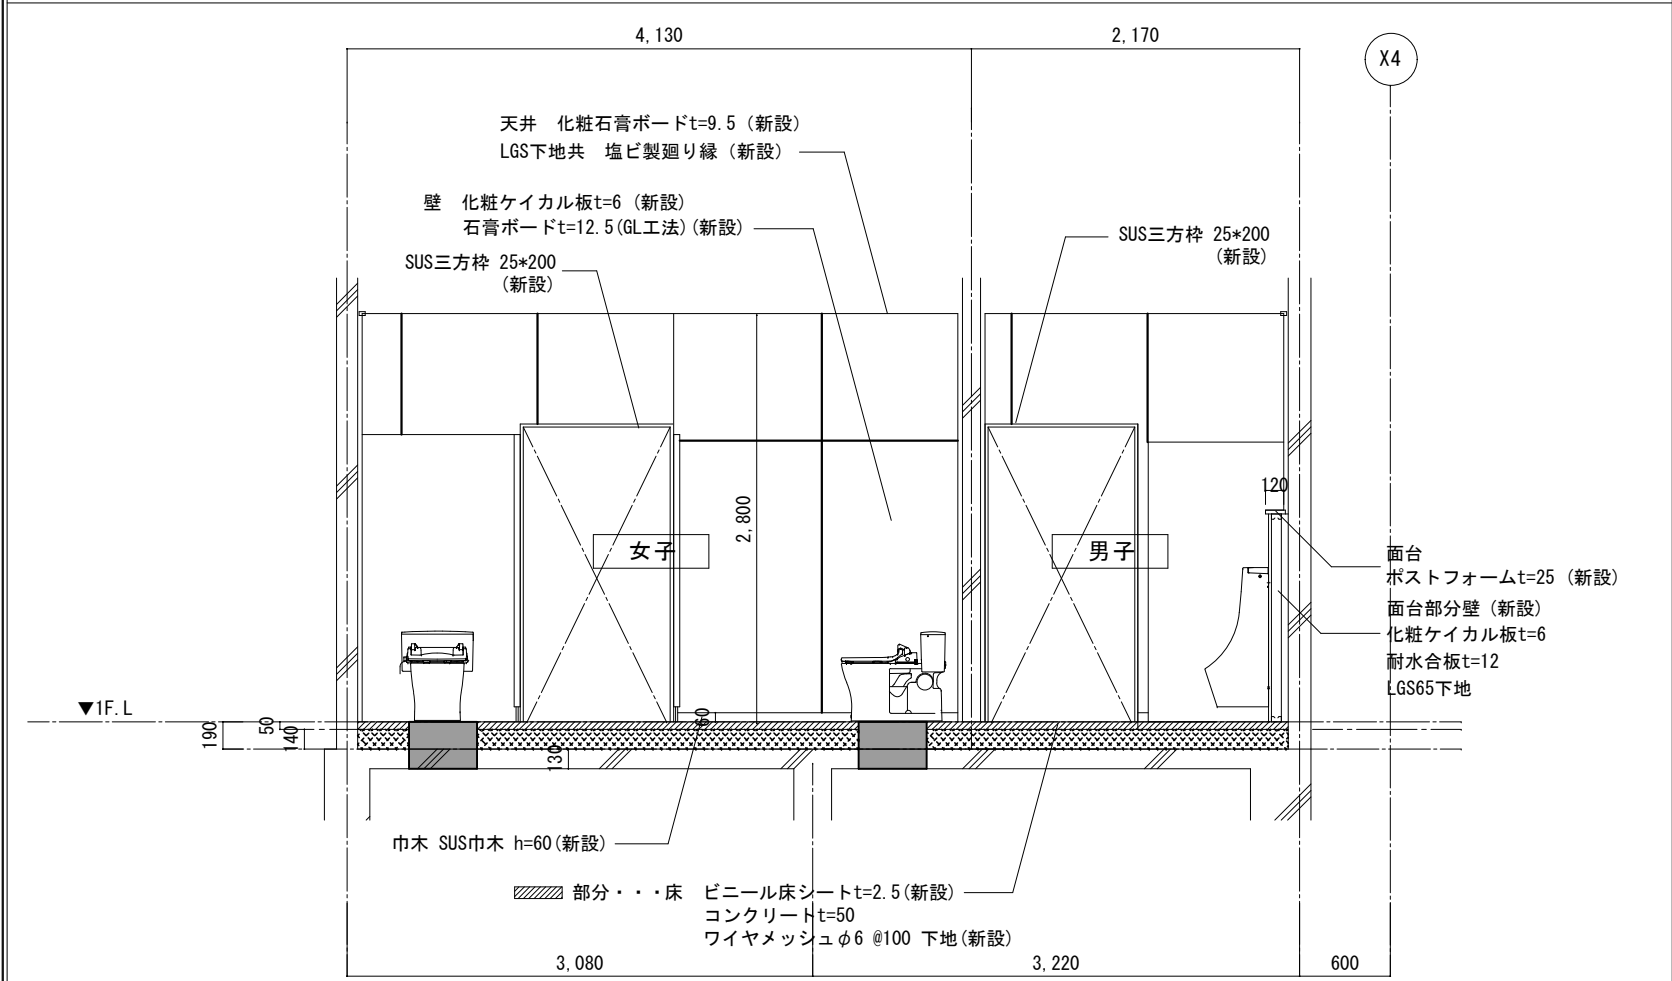 4,130
2,170
X4
天井　化粧石膏ボードt=9.5 (新設)
LGS下地共　塩ビ製廻り縁 (新設)
壁　化粧ケイカル板t=6 (新設)
石膏ボードt=12.5(GL工法)(新設)
SUS三方枠 25*200
(新設)
SUS三方枠 25*200
(新設)
120
2,800
女子
男子
面台
ポストフォームt=25 (新設)
面台部分壁 (新設)
化粧ケイカル板t=6
耐水合板t=12
LGS65下地
▼1F.L
190
50
140
130
60
巾木 SUS巾木 h=60(新設)
部分・・・床　ビニール床シートt=2.5(新設)
コンクリートt=50
ワイヤメッシュφ6 @100 下地(新設)
3,080
3,220
600